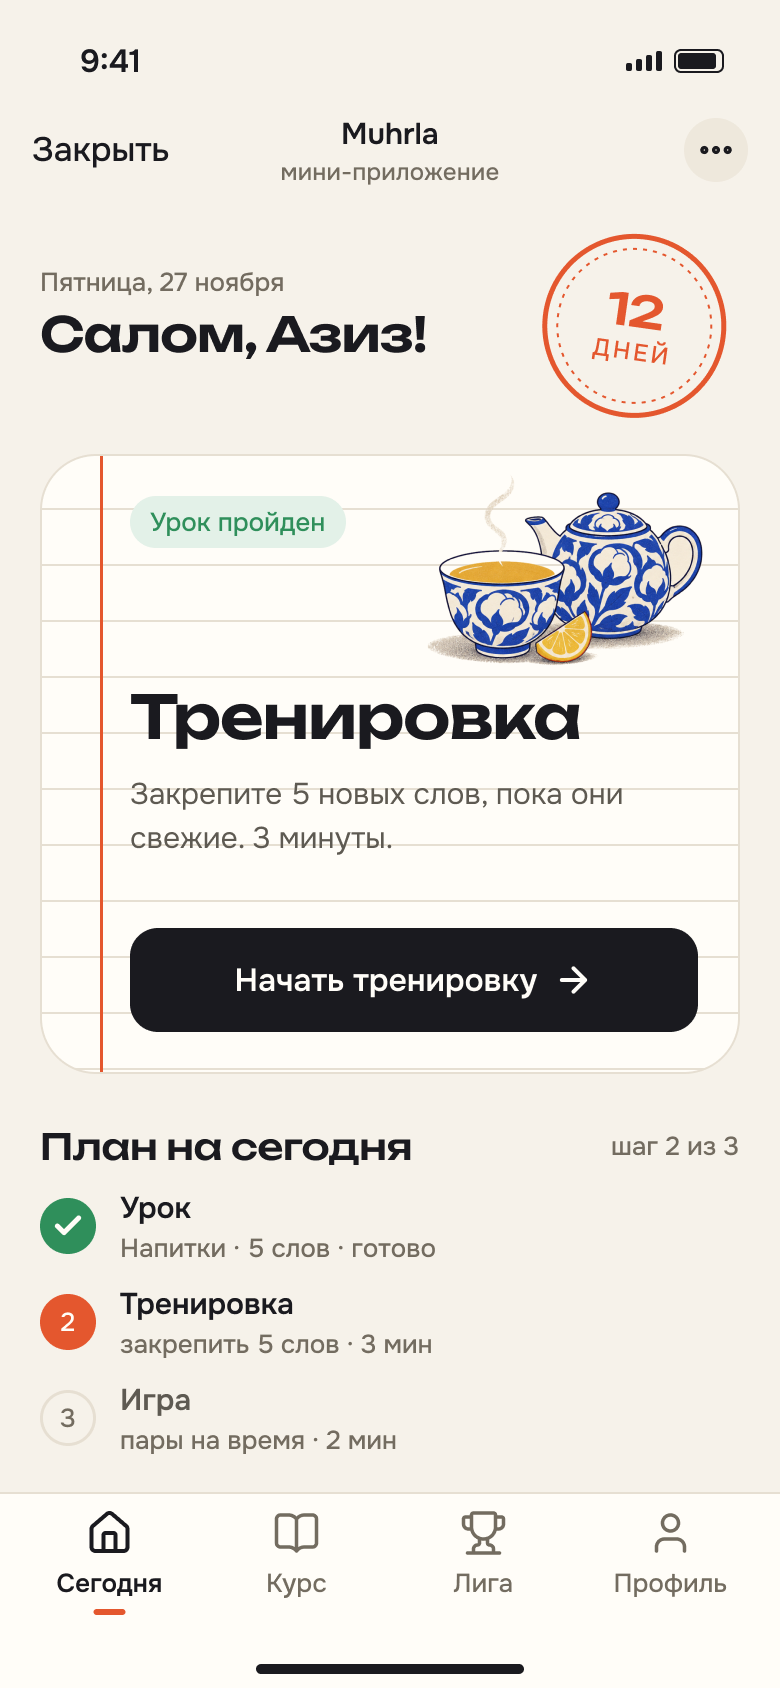 9:41
Закрыть
Muhrla
мини-приложение
Пятница, 27 ноября
Салом, Азиз!
12
ДНЕЙ
Урок пройден
Тренировка
Закрепите 5 новых слов, пока они
свежие. 3 минуты.
Начать тренировку
План на сегодня
шаг 2 из 3
Урок
Напитки · 5 слов · готово
2
Тренировка
закрепить 5 слов · 3 мин
3
Игра
пары на время · 2 мин
Сегодня
Курс
Лига
Профиль